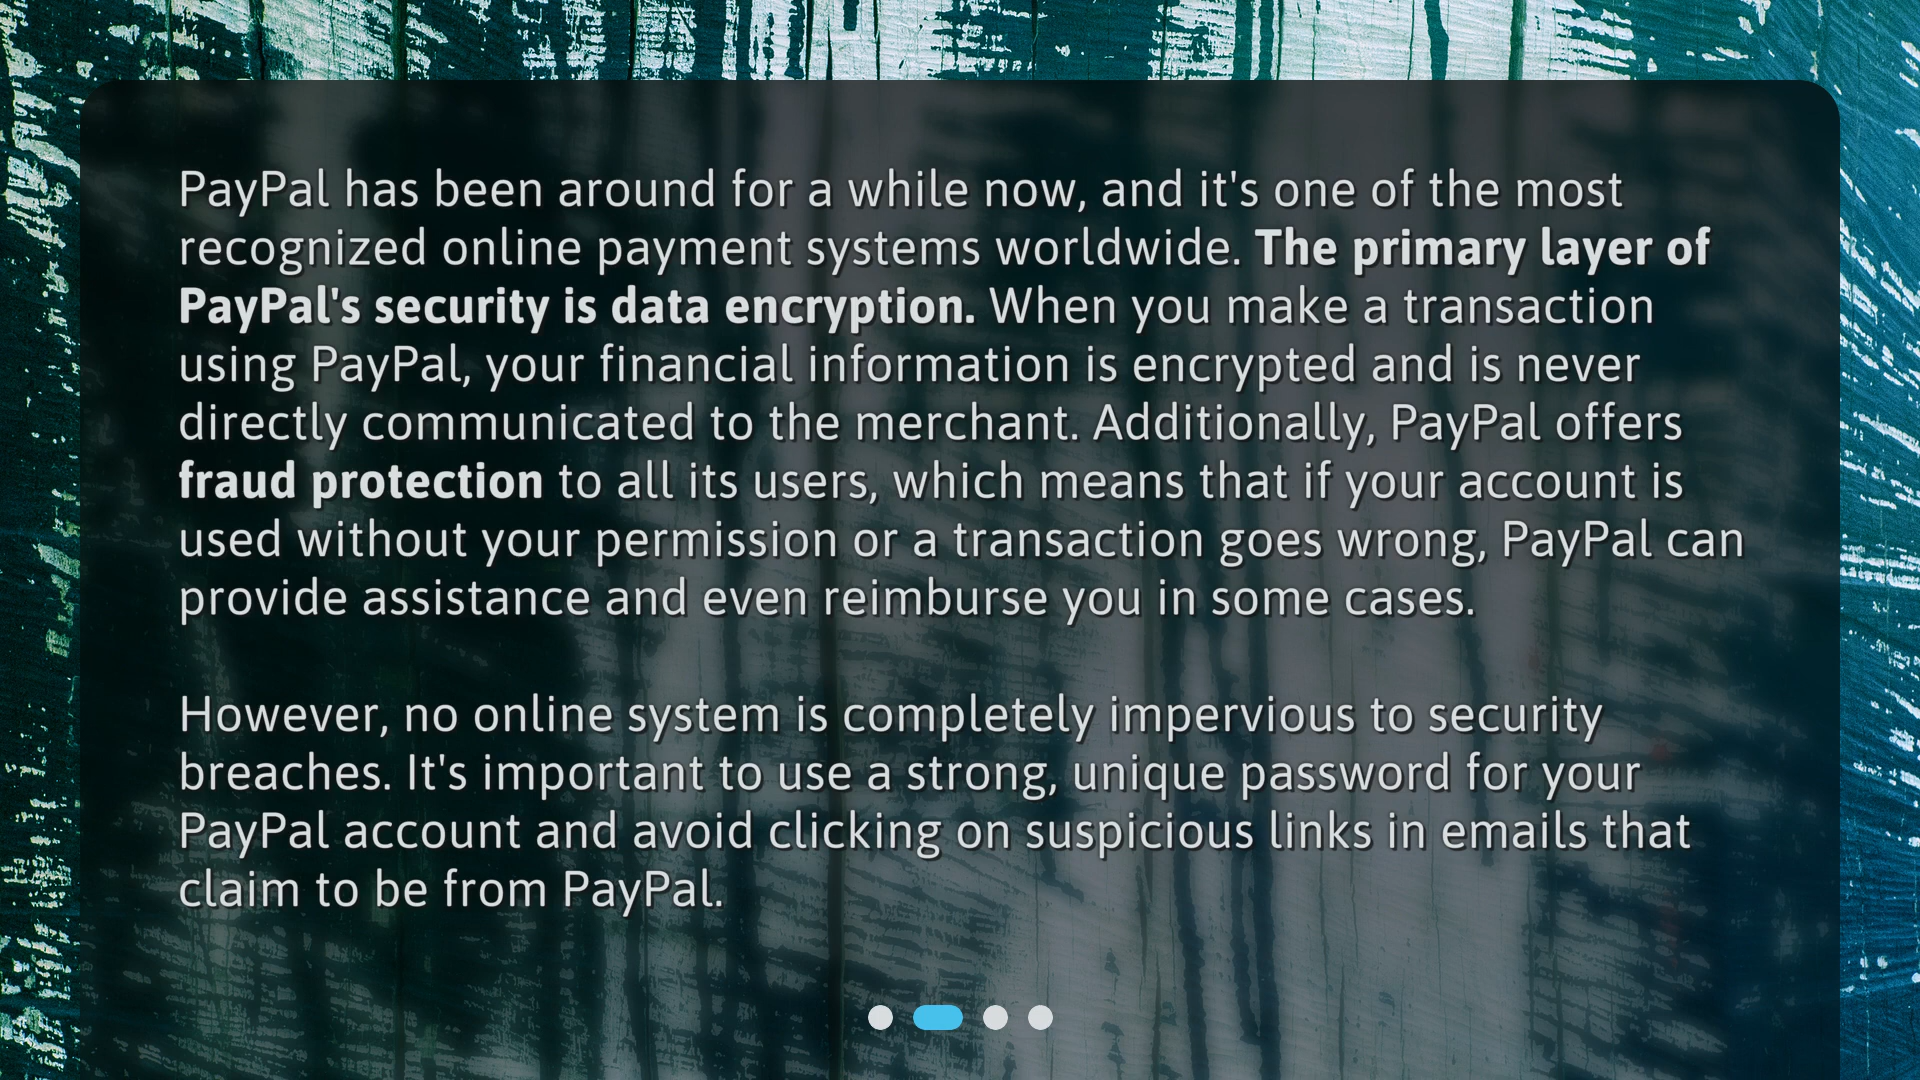 PayPal has been around for a while now, and it's one of the most
recognized online payment systems worldwide. The primary layer of
PayPal's security is data encryption. When you make a transaction
using PayPal, your financial information is encrypted and is never
directly communicated to the merchant. Additionally, PayPal offers
fraud protection to all its users, which means that if your account is
used without your permission or a transaction goes wrong, PayPal can
provide assistance and even reimburse you in some cases.
However, no online system is completely impervious to security
breaches. It's important to use a strong, unique password for your
PayPal account and avoid clicking on suspicious links in emails that
claim to be from PayPal.